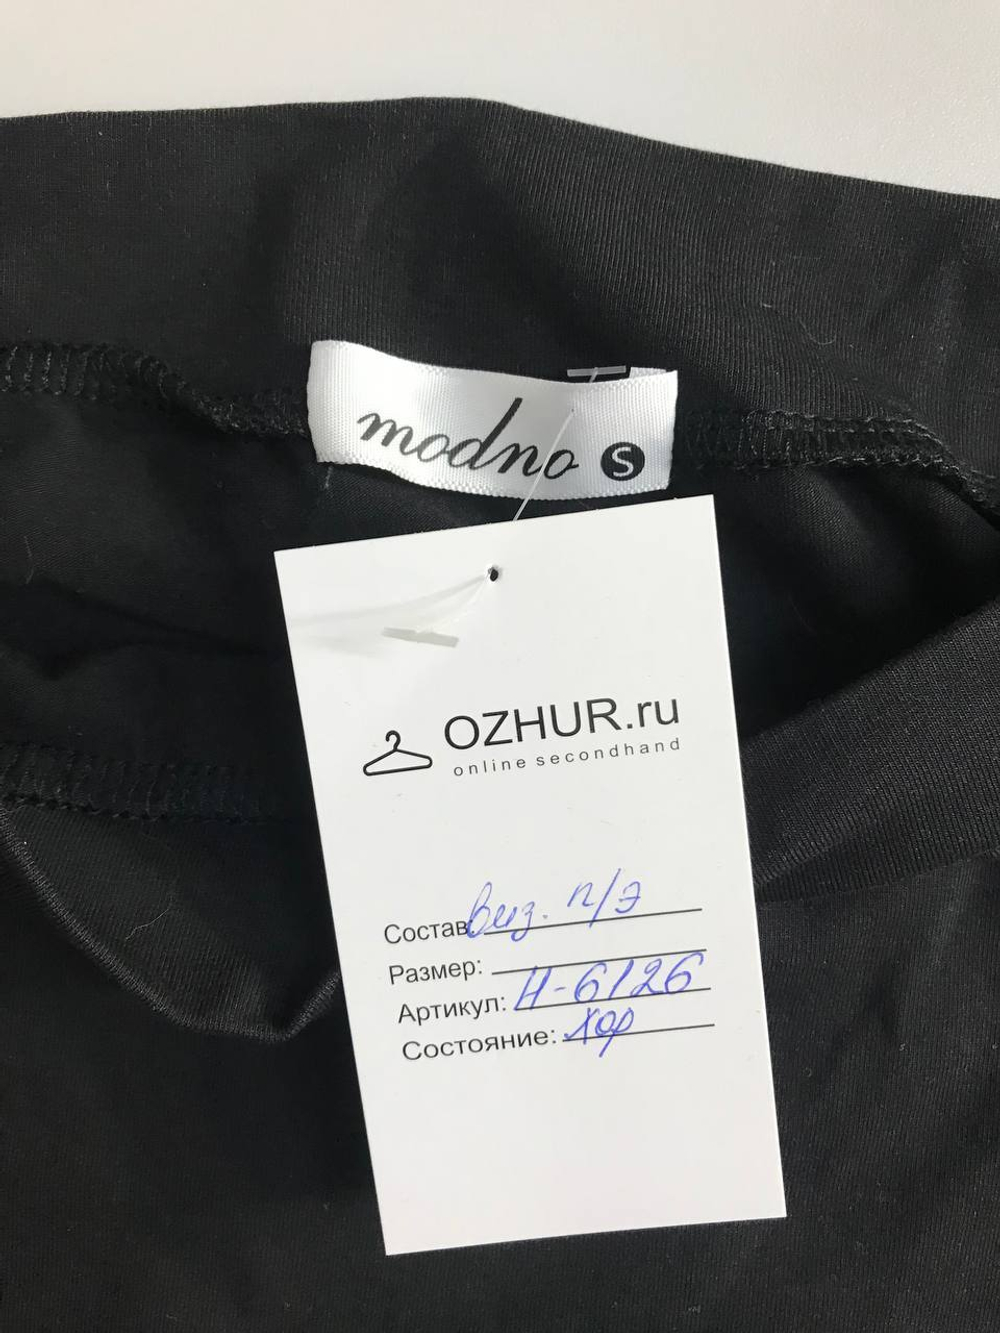 modno S
OZHUR.ru
online secondhand
Состав: виз. п/э
Размер:
Артикул: Н-6126
Состояние: хор